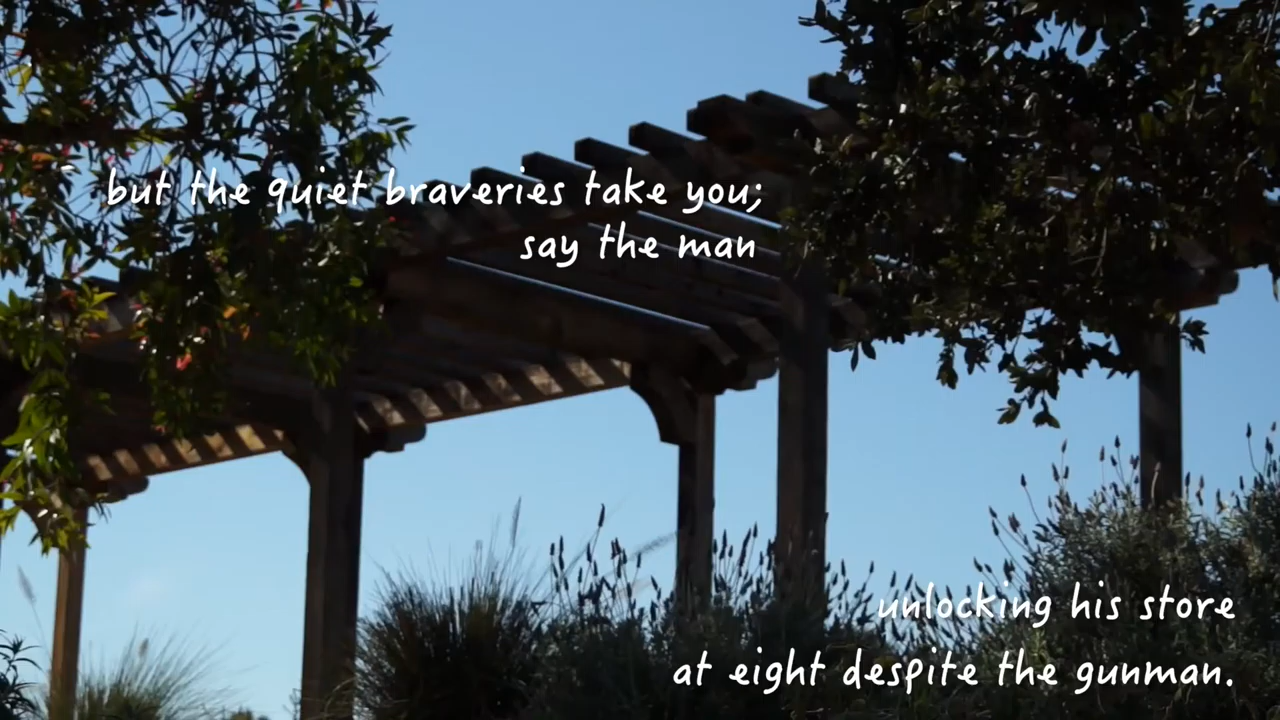 but the quiet braveries take you;
say the man
unlocking his store
at eight despite the gunman.